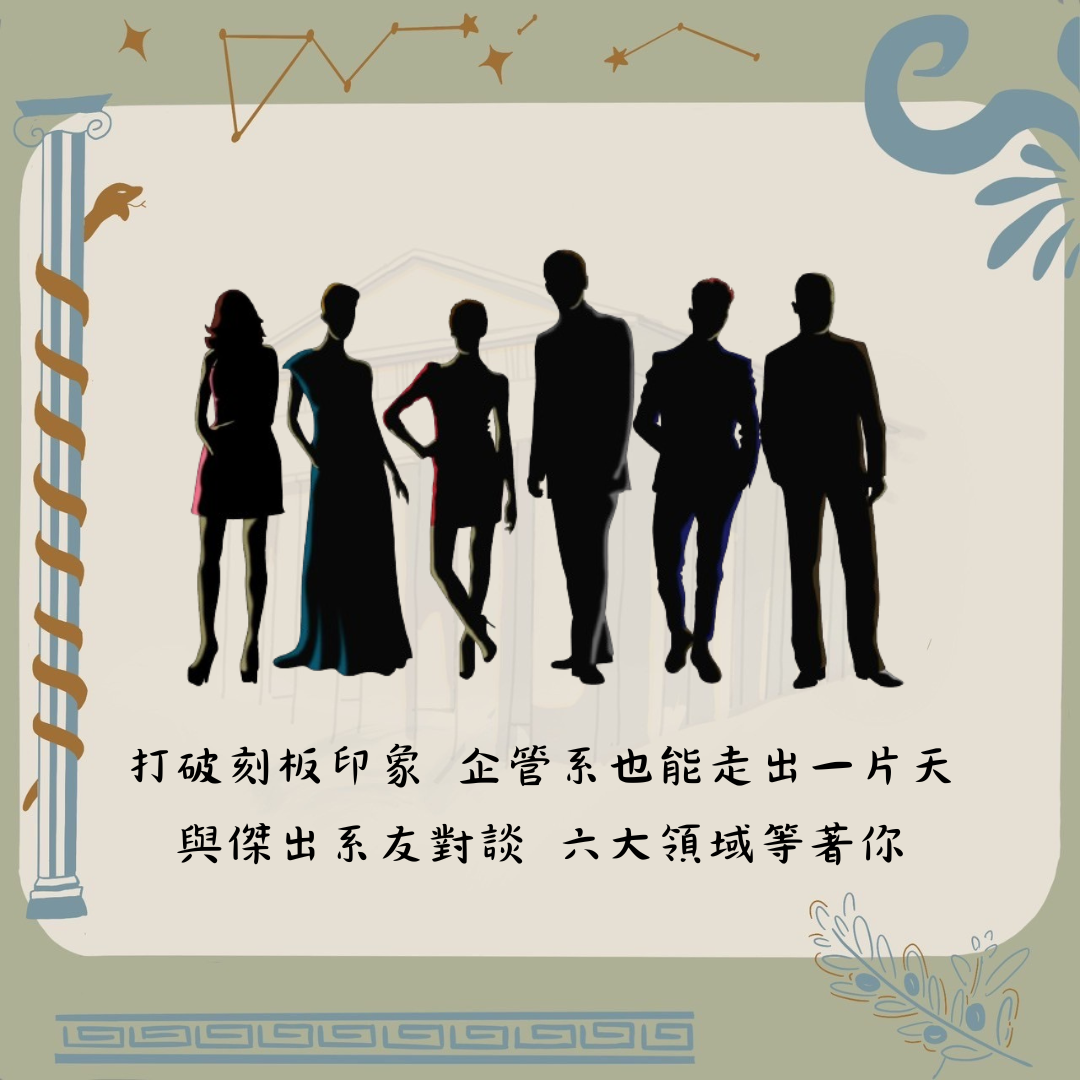 打破刻板印象 企管系也能走出一片天
與傑出系友對談 六大領域等著你